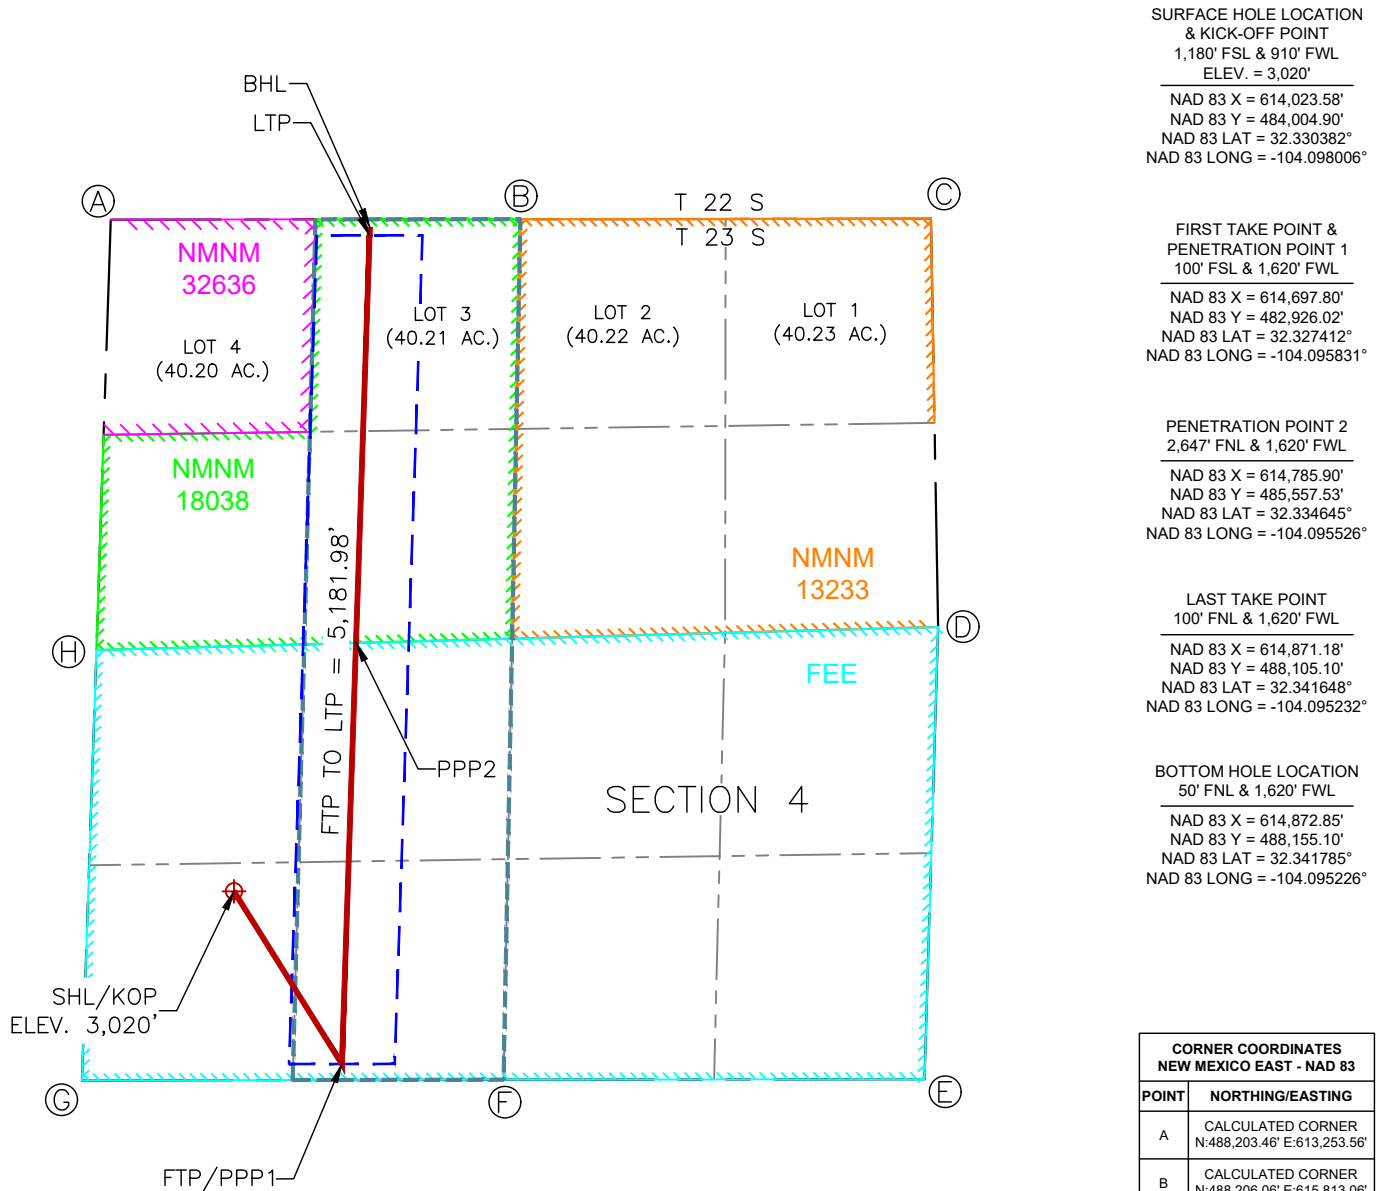 BHL
LTP
A
B
C
T 22 S
T 23 S
NMNM
32636
LOT 4
(40.20 AC.)
LOT 3
(40.21 AC.)
LOT 2
(40.22 AC.)
LOT 1
(40.23 AC.)
NMNM
18038
NMNM
13233
H
D
FEE
FTP TO LTP = 5,181.98'
PPP2
SECTION 4
SHL/KOP
ELEV. 3,020'
G
F
E
FTP/PPP1
SURFACE HOLE LOCATION
& KICK-OFF POINT
1,180' FSL & 910' FWL
ELEV. = 3,020'
NAD 83 X = 614,023.58'
NAD 83 Y = 484,004.90'
NAD 83 LAT = 32.330382°
NAD 83 LONG = -104.098006°
FIRST TAKE POINT &
PENETRATION POINT 1
100' FSL & 1,620' FWL
NAD 83 X = 614,697.80'
NAD 83 Y = 482,926.02'
NAD 83 LAT = 32.327412°
NAD 83 LONG = -104.095831°
PENETRATION POINT 2
2,647' FNL & 1,620' FWL
NAD 83 X = 614,785.90'
NAD 83 Y = 485,557.53'
NAD 83 LAT = 32.334645°
NAD 83 LONG = -104.095526°
LAST TAKE POINT
100' FNL & 1,620' FWL
NAD 83 X = 614,871.18'
NAD 83 Y = 488,105.10'
NAD 83 LAT = 32.341648°
NAD 83 LONG = -104.095232°
BOTTOM HOLE LOCATION
50' FNL & 1,620' FWL
NAD 83 X = 614,872.85'
NAD 83 Y = 488,155.10'
NAD 83 LAT = 32.341785°
NAD 83 LONG = -104.095226°
CORNER COORDINATES
NEW MEXICO EAST - NAD 83
POINT NORTHING/EASTING
A CALCULATED CORNER
N:488,203.46' E:613,253.56'
B CALCULATED CORNER
N:488,206.06' E:615,813.06'